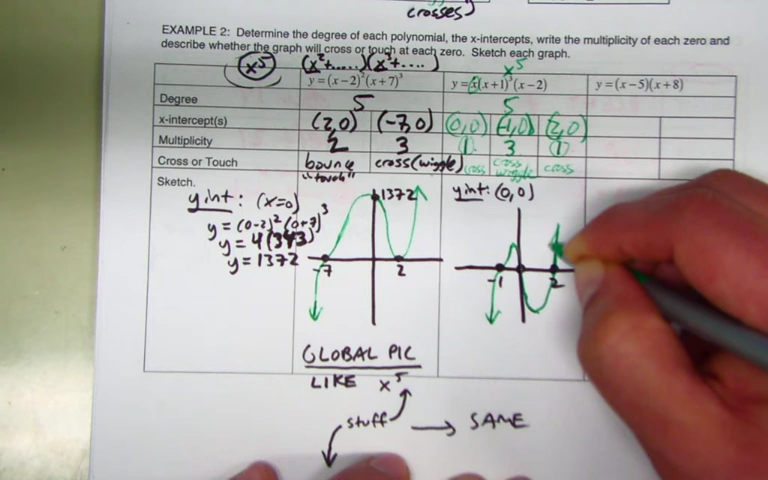 crosses)
EXAMPLE 2: Determine the degree of each polynomial, the x-intercepts, write the multiplicity of each zero and
describe whether the graph will cross or touch at each zero. Sketch each graph.
x⁵ (x²+.....)(x³+....) x⁵
y = (x−2)²(x+7)³ y = x(x+1)³(x−2) y = (x−5)(x+8)
Degree 5 5
x-intercept(s) (2,0) (-7,0) (0,0) (-1,0) (2,0)
Multiplicity 2 3 1 3 1
Cross or Touch bounce "touch" cross (wiggle) cross cross wiggle cross
Sketch.
y int: (x=0)
y = (0-2)²(0+7)³
y = 4(343)
y = 1372
1372
-7 2
y int: (0,0)
-1 2
GLOBAL PIC
LIKE x⁵
stuff → SAME